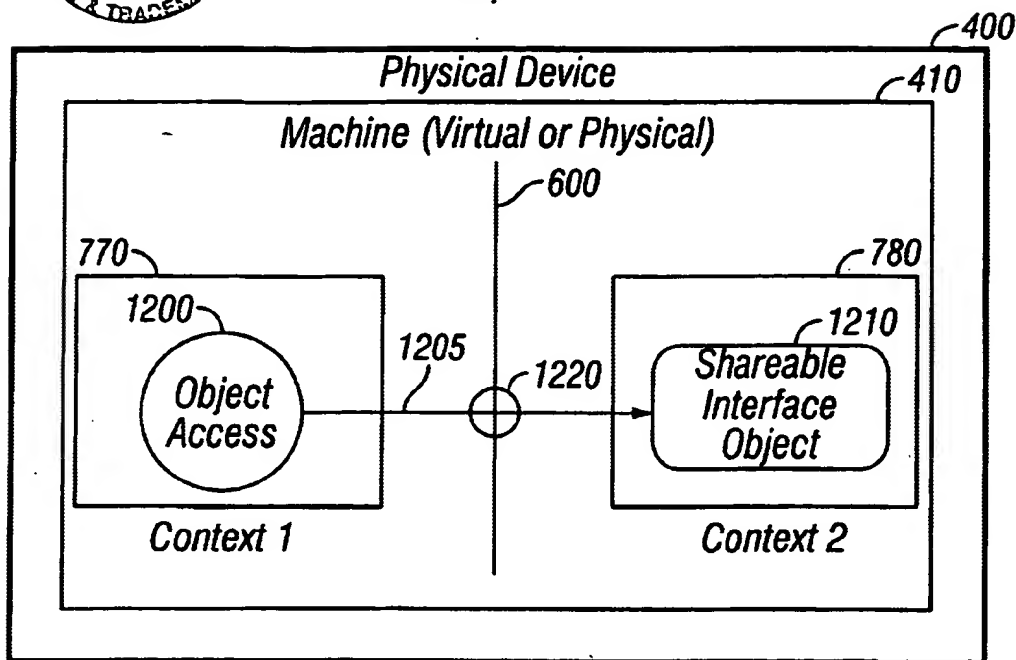 & TRADEM
400
Physical Device
410
Machine (Virtual or Physical)
600
770
780
1200
1210
1205
1220
Object
Access
Shareable
Interface
Object
Context 1
Context 2